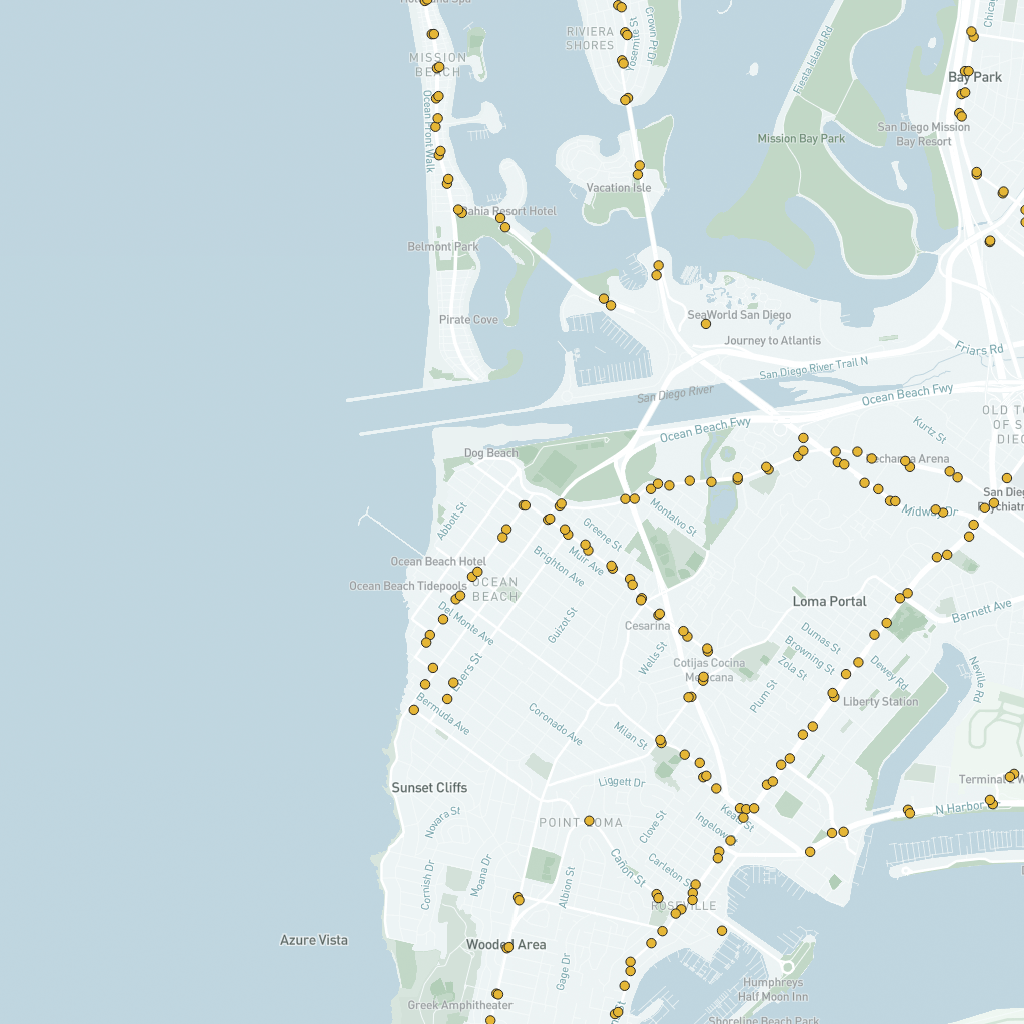 RIVIERA
SHORES
Yosemite St
Crown Pt Dr
MISSION
BEACH
Ocean Front Walk
Fiesta Island Rd
Bay Park
San Diego Mission
Bay Resort
Mission Bay Park
Vacation Isle
Bahia Resort Hotel
Belmont Park
Pirate Cove
SeaWorld San Diego
Journey to Atlantis
Friars Rd
San Diego River Trail N
San Diego River
Ocean Beach Fwy
Ocean Beach Fwy
Kurtz St
Dog Beach
Pechanga Arena
Midway Dr
Abbott St
Montalvo St
Greene St
Muir Ave
Brighton Ave
Ocean Beach Hotel
Ocean Beach Tidepools
OCEAN
BEACH
Loma Portal
Barnett Ave
Del Monte Ave
Guizot St
Cesarina
Dumas St
Browning St
Zola St
Dewey Rd
Neville Rd
Wells St
Cotijas Cocina
Mexicana
Ebers St
Plum St
Liberty Station
Bermuda Ave
Coronado Ave
Milan St
Sunset Cliffs
Liggett Dr
N Harbor
Novara St
POINT LOMA
Clove St
Keats St
Ingelow
Cañon St
Carleton St
Cornish Dr
Moana Dr
Albion St
ROSEVILLE
Azure Vista
Wooded Area
Gage Dr
Greek Amphitheater
Humphreys
Half Moon Inn
Shoreline Beach Park